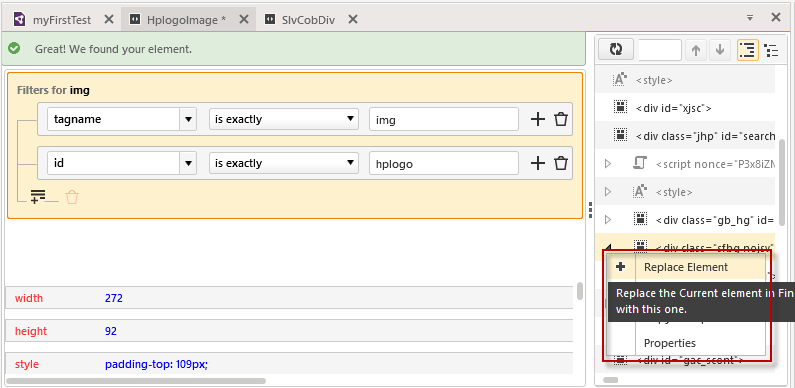 myFirstTest
HplogoImage *
SlvCobDiv
Great! We found your element.
Filters for img
tagname
is exactly
img
id
is exactly
hplogo
width
272
height
92
style
padding-top: 109px;
<style>
<div id="xjsc">
<div class="jhp" id="search
<script nonce="P3x8iZM
<style>
<div class="gb_hg" id=
<div class="sfbg nojsv"
Replace Element
Replace the Current element in Fin
with this one.
Properties
<div id="gac_scont">